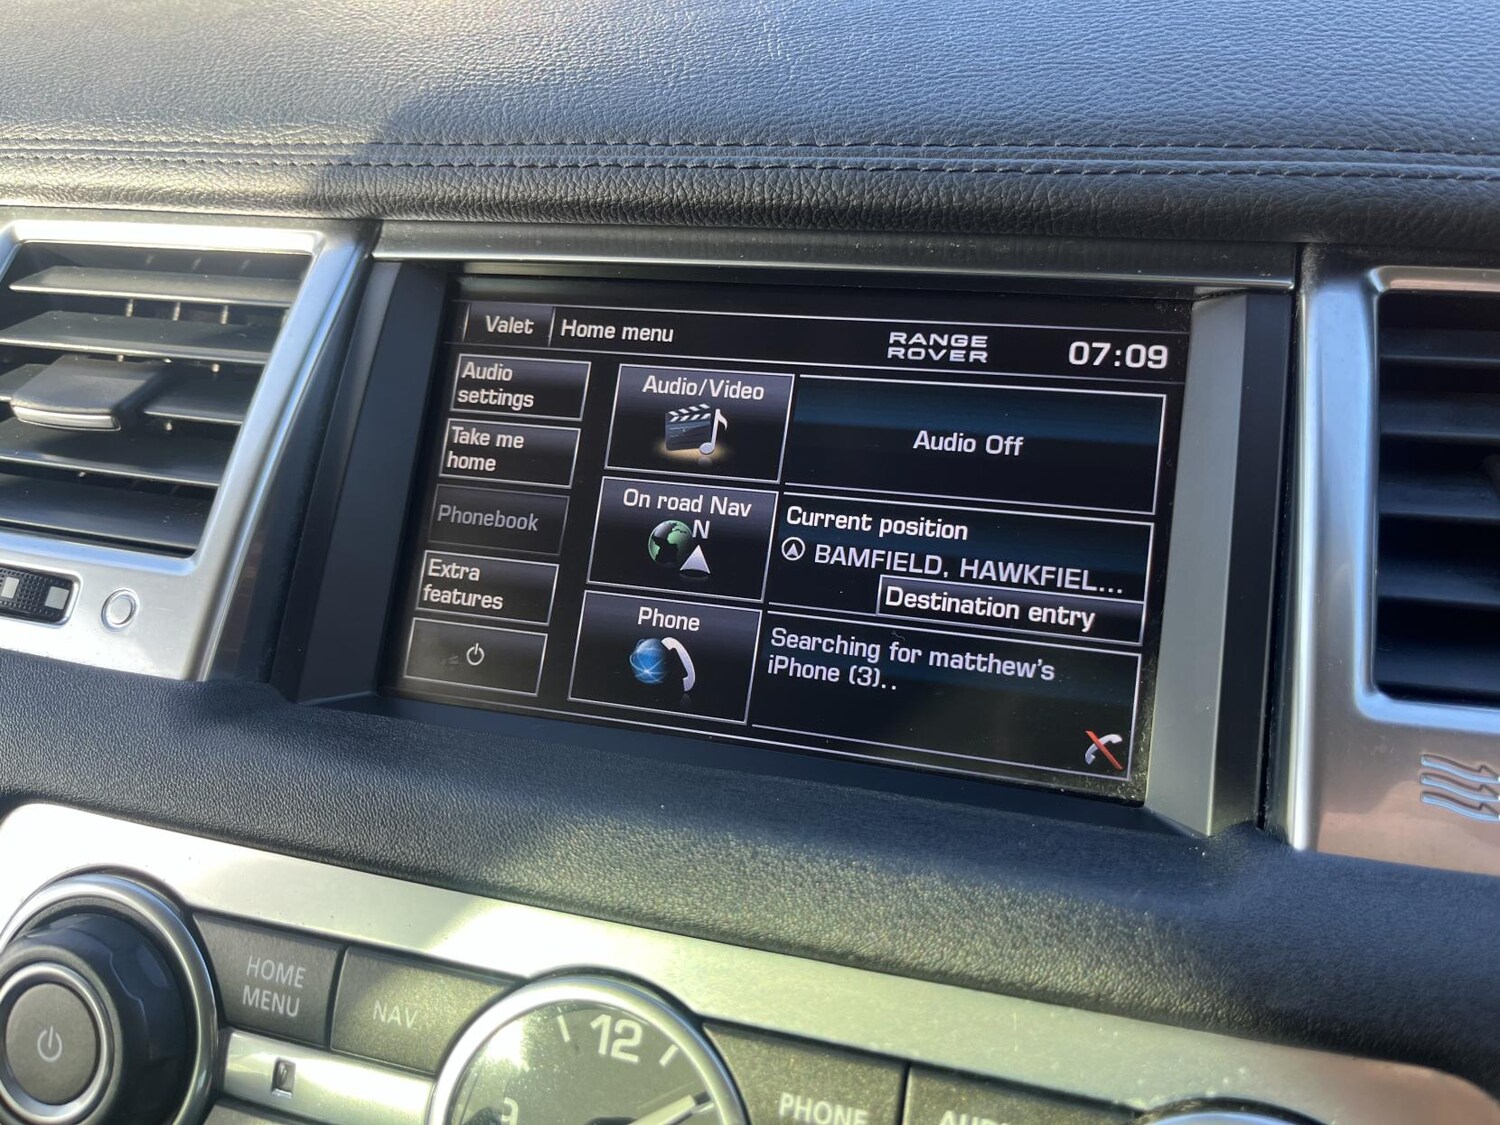 Valet
Home menu
RANGE
ROVER
07:09
Audio
settings
Take me
home
Phonebook
Extra
features
Audio/Video
Audio Off
On road Nav
N
Current position
BAMFIELD, HAWKFIEL...
Destination entry
Phone
Searching for matthew's
iPhone (3)..
HOME
MENU
NAV
12
9
PHONE